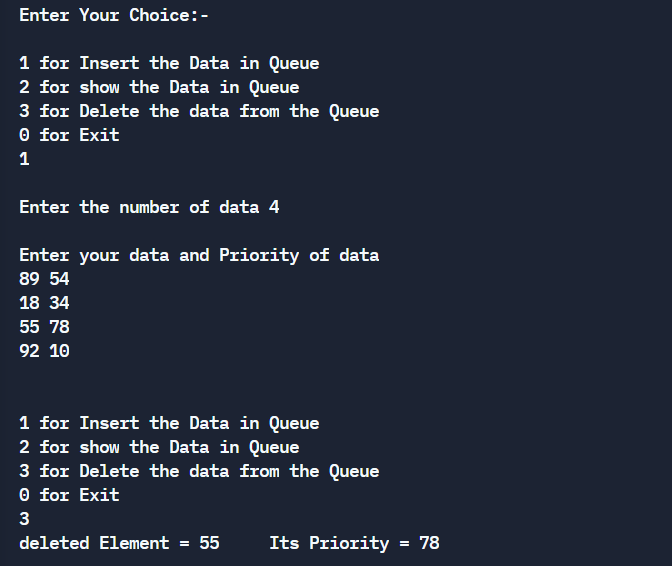 Enter Your Choice:-
1 for Insert the Data in Queue
2 for show the Data in Queue
3 for Delete the data from the Queue
0 for Exit
1
Enter the number of data 4
Enter your data and Priority of data
89 54
18 34
55 78
92 10
1 for Insert the Data in Queue
2 for show the Data in Queue
3 for Delete the data from the Queue
0 for Exit
3
deleted Element = 55     Its Priority = 78